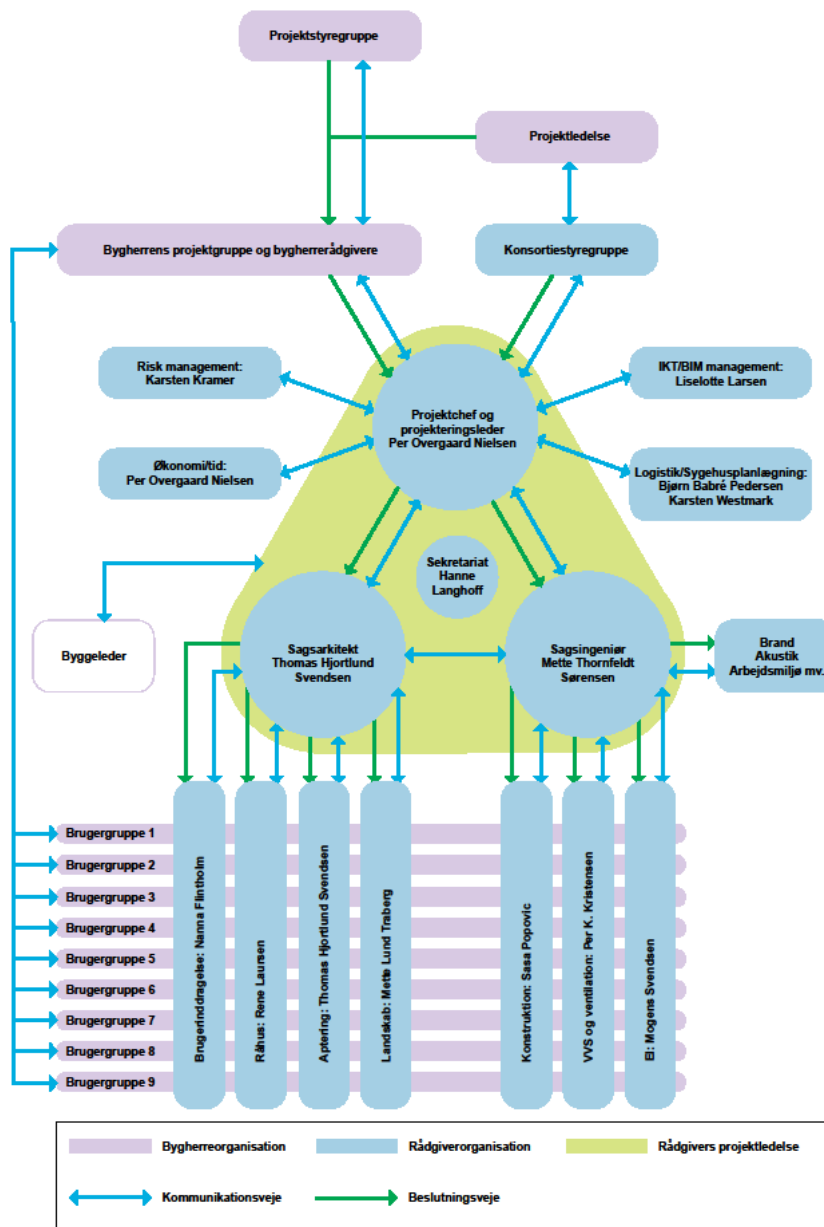 Projektstyregruppe
Projektledelse
Bygherrens projektgruppe og bygherrerådgivere
Konsortiestyregruppe
Risk management:
Karsten Kramer
IKT/BIM management:
Liselotte Larsen
Projektchef og
projekteringsleder
Per Overgaard Nielsen
Økonomi/tid:
Per Overgaard Nielsen
Logistik/Sygehusplanlægning:
Bjørn Babré Pedersen
Karsten Westmark
Sekretariat
Hanne
Langhoff
Byggeleder
Sagsarkitekt
Thomas Hjortlund
Svendsen
Sagsingeniør
Mette Thornfeldt
Sørensen
Brand
Akustik
Arbejdsmiljø mv.
Brugergruppe 1
Brugergruppe 2
Brugergruppe 3
Brugergruppe 4
Brugergruppe 5
Brugergruppe 6
Brugergruppe 7
Brugergruppe 8
Brugergruppe 9
Brugerinddragelse: Nanna Flintholm
Råhus: Rene Laursen
Aptering: Thomas Hjortlund Svendsen
Landskab: Mette Lund Traberg
Konstruktion: Sasa Popovic
VVS og ventilation: Per K. Kristensen
El: Mogens Svendsen
Bygherreorganisation
Rådgiverorganisation
Rådgivers projektledelse
Kommunikationsveje
Beslutningsveje